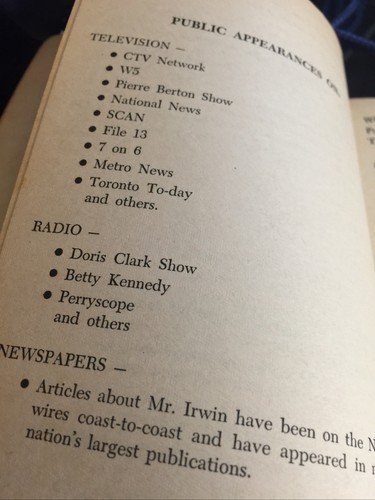 PUBLIC APPEARANCES ON:
TELEVISION —
• CTV Network
• W5
• Pierre Berton Show
• National News
• SCAN
• File 13
• 7 on 6
• Metro News
• Toronto To-day
and others.
RADIO —
• Doris Clark Show
• Betty Kennedy
• Perryscope
and others
NEWSPAPERS —
• Articles about Mr. Irwin have been on the
wires coast-to-coast and have appeared in
nation's largest publications.